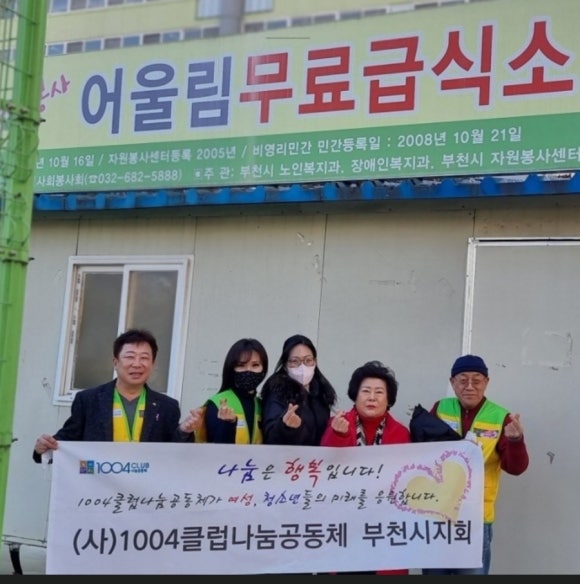 사 어울림무료급식소
년 10월 16일 / 자원봉사센터등록 2005년 / 비영리민간 민간등록일 : 2008년 10월 21일
사회봉사회(☎032-682-5888) ※주 관: 부천시 노인복지과. 장애인복지과. 부천시 자원봉사센터
1004CLUB
나눔은 행복입니다!
1004클럽나눔공동체가 여성, 청소년들의 미래를 응원합니다.
(사)1004클럽나눔공동체 부천시지회